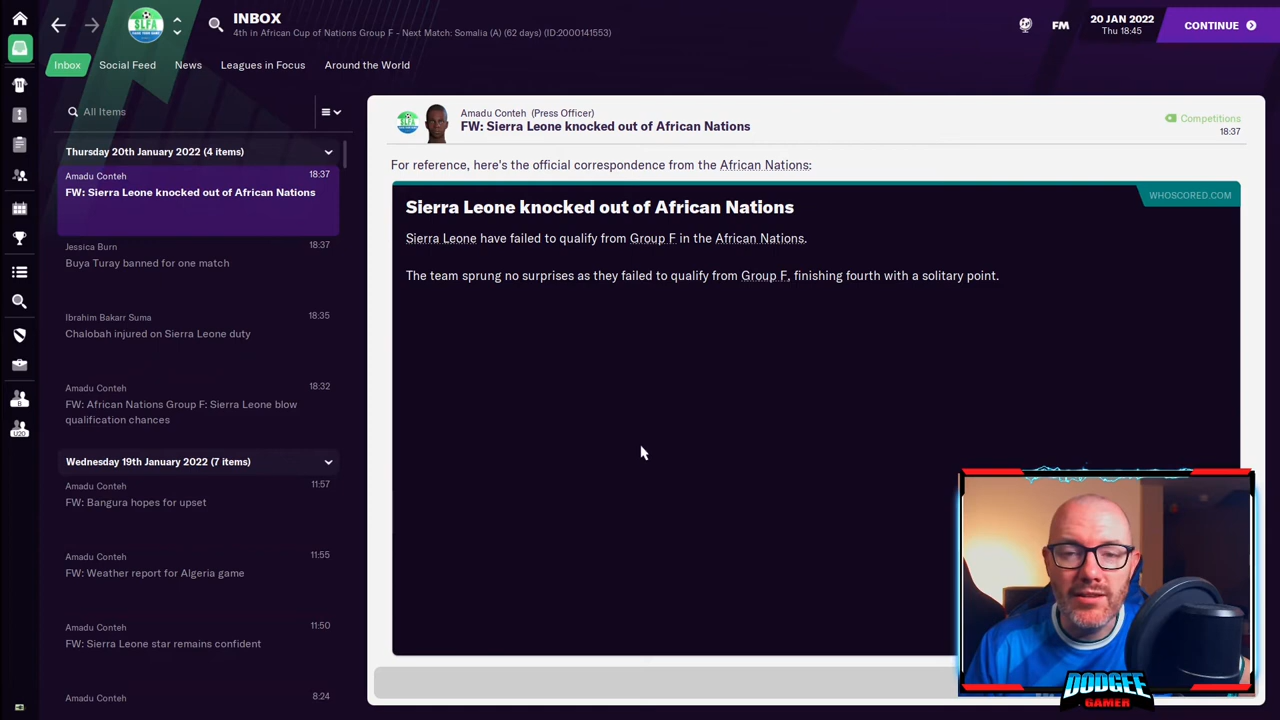 INBOX
4th in African Cup of Nations Group F - Next Match: Somalia (A) (62 days) (ID:2000141553)
FM
20 JAN 2022
Thu 18:45
CONTINUE
Inbox
Social Feed
News
Leagues in Focus
Around the World
All Items
Thursday 20th January 2022 (4 items)
Amadu Conteh
18:37
FW: Sierra Leone knocked out of African Nations
Jessica Burn
18:37
Buya Turay banned for one match
Ibrahim Bakarr Suma
18:35
Chalobah injured on Sierra Leone duty
Amadu Conteh
18:32
FW: African Nations Group F: Sierra Leone blow
qualification chances
Wednesday 19th January 2022 (7 items)
Amadu Conteh
11:57
FW: Bangura hopes for upset
Amadu Conteh
11:55
FW: Weather report for Algeria game
Amadu Conteh
11:50
FW: Sierra Leone star remains confident
Amadu Conteh
8:24
Amadu Conteh (Press Officer)
FW: Sierra Leone knocked out of African Nations
Competitions
18:37
For reference, here's the official correspondence from the African Nations:
WHOSCORED.COM
Sierra Leone knocked out of African Nations
Sierra Leone have failed to qualify from Group F in the African Nations.
The team sprung no surprises as they failed to qualify from Group F, finishing fourth with a solitary point.
SLFA
11
B
U20
DODGEE
GAMER